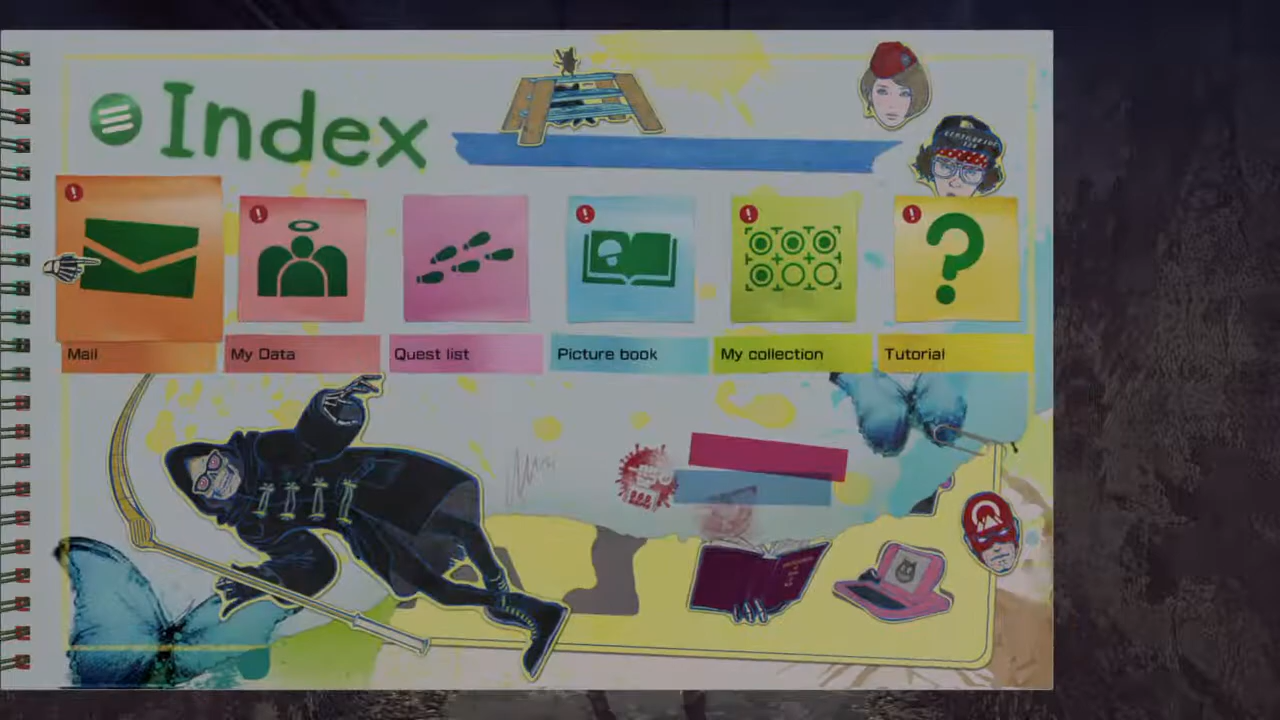 Index
Mail
My Data
Quest list
Picture book
My collection
Tutorial